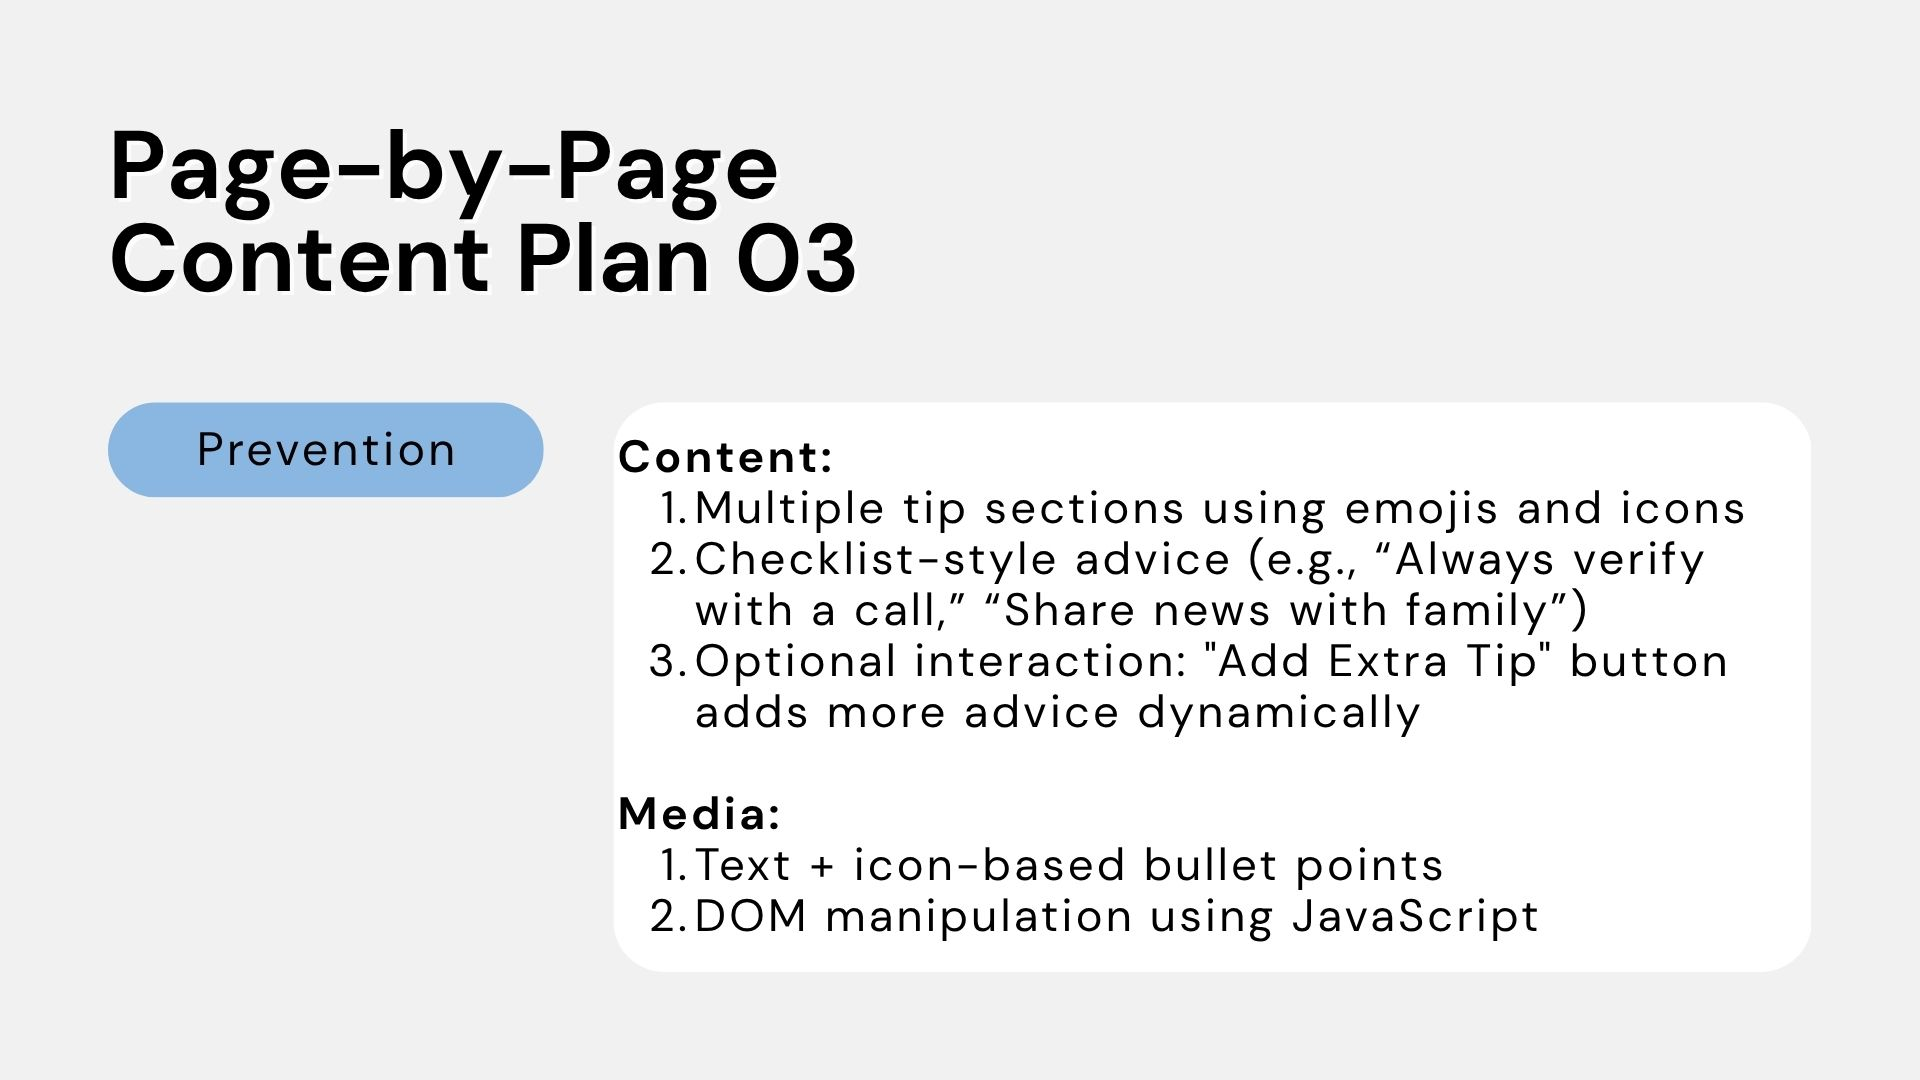 Page-by-Page
Content Plan 03
Prevention
Content:
1. Multiple tip sections using emojis and icons
2. Checklist-style advice (e.g., “Always verify
with a call,” “Share news with family”)
3. Optional interaction: "Add Extra Tip" button
adds more advice dynamically
Media:
1. Text + icon-based bullet points
2. DOM manipulation using JavaScript